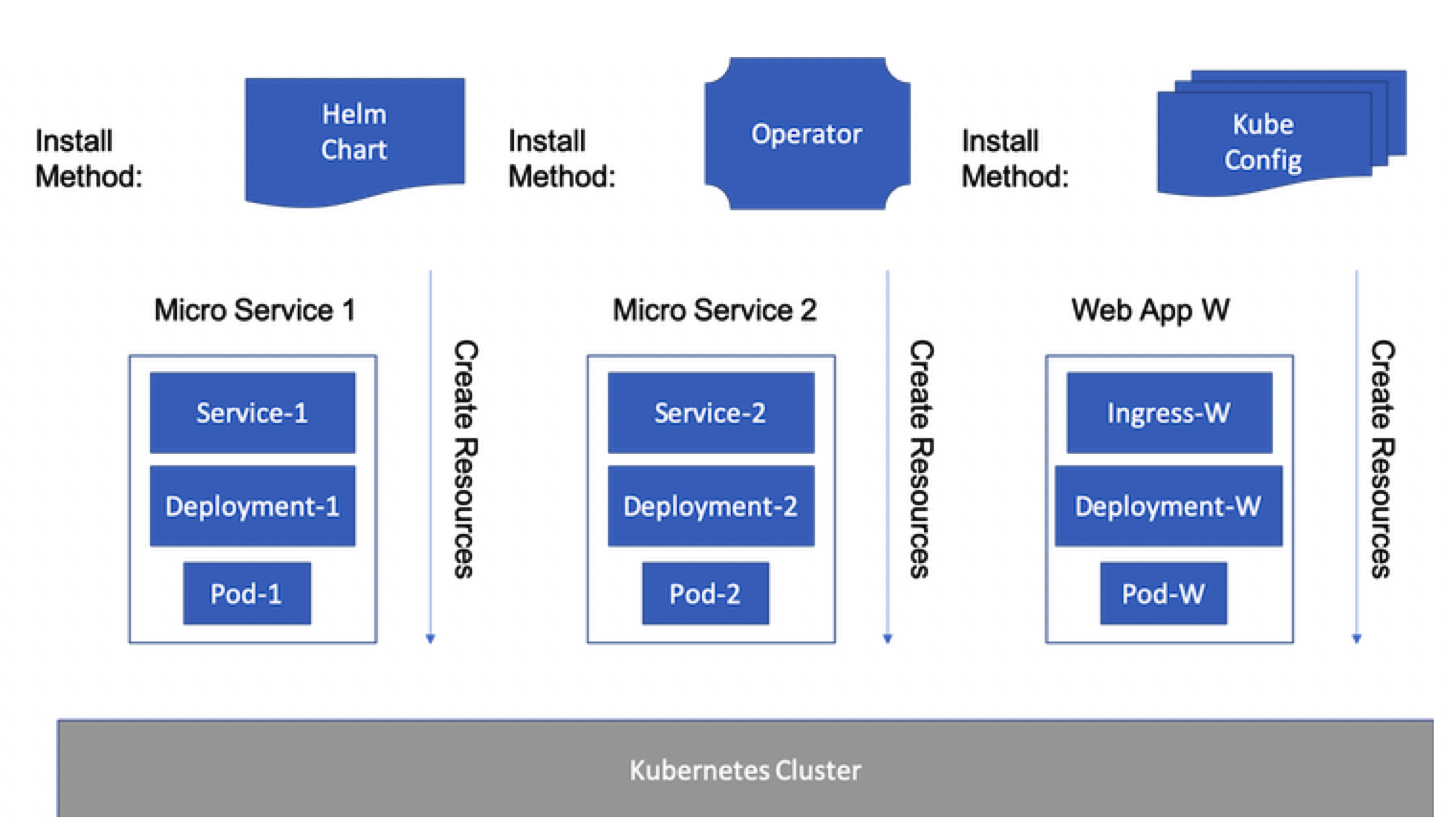 Install
Method:
Helm
Chart
Install
Method:
Operator
Install
Method:
Kube
Config
Micro Service 1
Service-1
Deployment-1
Pod-1
Create Resources
Micro Service 2
Service-2
Deployment-2
Pod-2
Create Resources
Web App W
Ingress-W
Deployment-W
Pod-W
Create Resources
Kubernetes Cluster